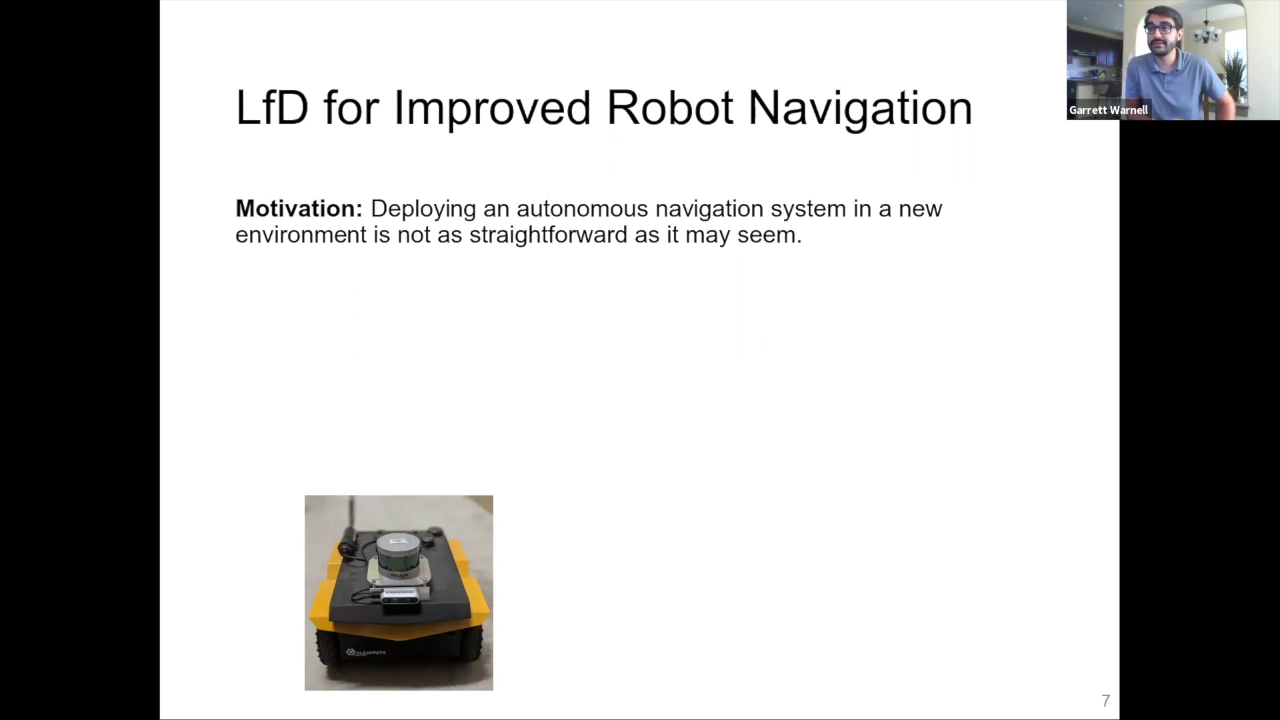 LfD for Improved Robot Navigation
Garrett Warnell
Motivation: Deploying an autonomous navigation system in a new
environment is not as straightforward as it may seem.
CLEARPATH
7